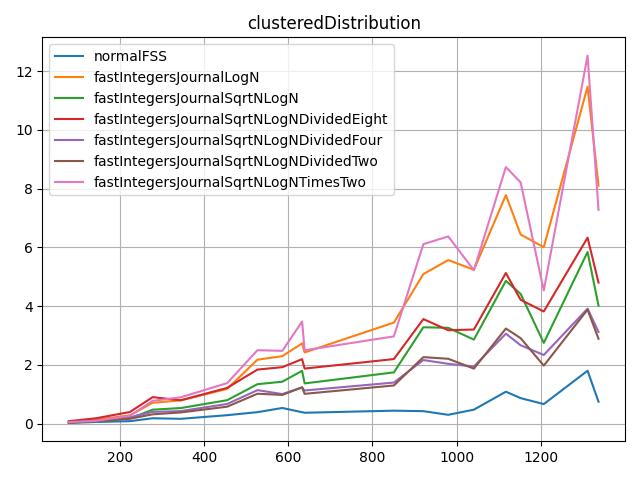 clusteredDistribution
normalFSS
fastIntegersJournalLogN
fastIntegersJournalSqrtNLogN
fastIntegersJournalSqrtNLogNDividedEight
fastIntegersJournalSqrtNLogNDividedFour
fastIntegersJournalSqrtNLogNDividedTwo
fastIntegersJournalSqrtNLogNTimesTwo
12
10
8
6
4
2
0
200 400 600 800 1000 1200